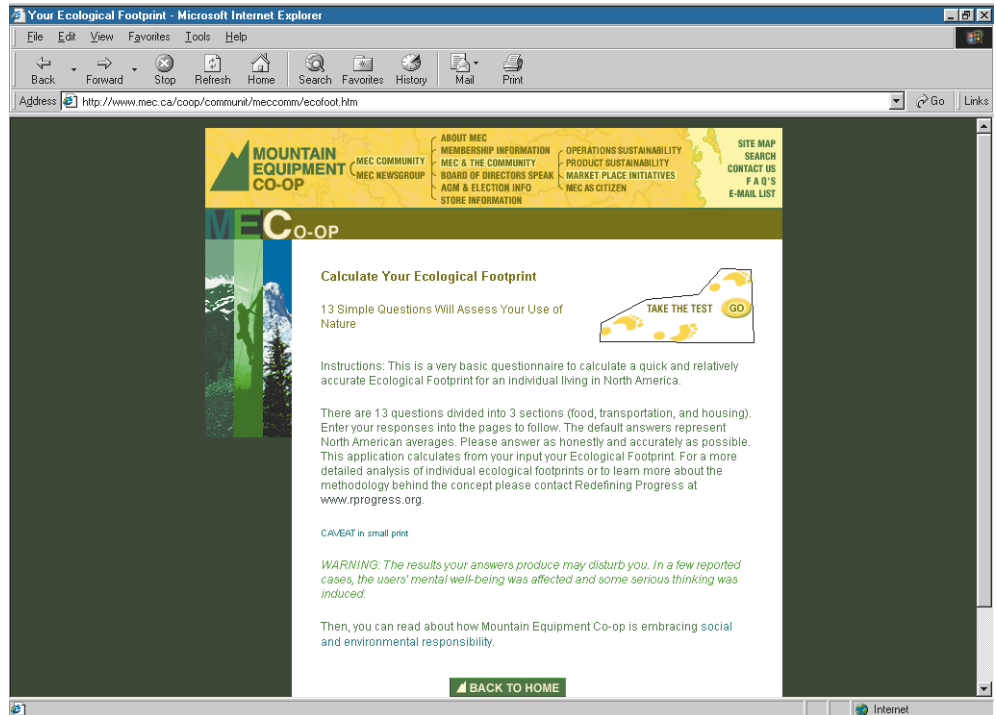 Your Ecological Footprint - Microsoft Internet Explorer
File Edit View Favorites Tools Help
Back Forward Stop Refresh Home Search Favorites History Mail Print
Address http://www.mec.ca/coop/communit/meccomm/ecofoot.htm Go Links
MOUNTAIN
EQUIPMENT
CO-OP
MEC COMMUNITY
MEC NEWSGROUP
ABOUT MEC
MEMBERSHIP INFORMATION
MEC & THE COMMUNITY
BOARD OF DIRECTORS SPEAK
AGM & ELECTION INFO
STORE INFORMATION
OPERATIONS SUSTAINABILITY
PRODUCT SUSTAINABILITY
MARKET PLACE INITIATIVES
MEC AS CITIZEN
SITE MAP
SEARCH
CONTACT US
F A Q'S
E-MAIL LIST
MEC O-OP
Calculate Your Ecological Footprint
13 Simple Questions Will Assess Your Use of
Nature
TAKE THE TEST GO
Instructions: This is a very basic questionnaire to calculate a quick and relatively
accurate Ecological Footprint for an individual living in North America.
There are 13 questions divided into 3 sections (food, transportation, and housing).
Enter your responses into the pages to follow. The default answers represent
North American averages. Please answer as honestly and accurately as possible.
This application calculates from your input your Ecological Footprint. For a more
detailed analysis of individual ecological footprints or to learn more about the
methodology behind the concept please contact Redefining Progress at
www.rprogress.org.
CAVEAT in small print
WARNING: The results your answers produce may disturb you. In a few reported
cases, the users' mental well-being was affected and some serious thinking was
induced.
Then, you can read about how Mountain Equipment Co-op is embracing social
and environmental responsibility.
BACK TO HOME
Internet